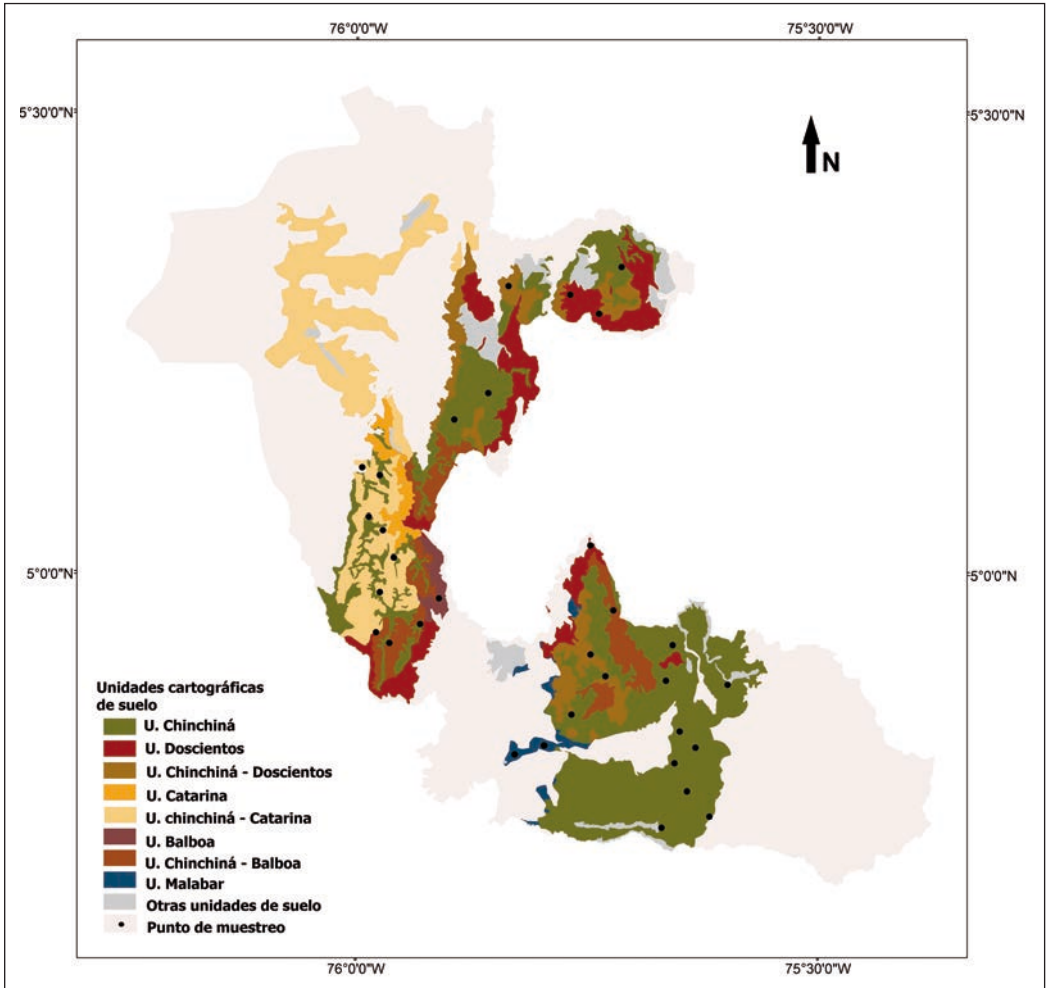 76°0'0"W
75°30'0"W
5°30'0"N
5°30'0"N
N
5°0'0"N
5°0'0"N
Unidades cartográficas
de suelo
U. Chinchiná
U. Doscientos
U. Chinchiná - Doscientos
U. Catarina
U. chinchiná - Catarina
U. Balboa
U. Chinchiná - Balboa
U. Malabar
Otras unidades de suelo
Punto de muestreo
76°0'0"W
75°30'0"W